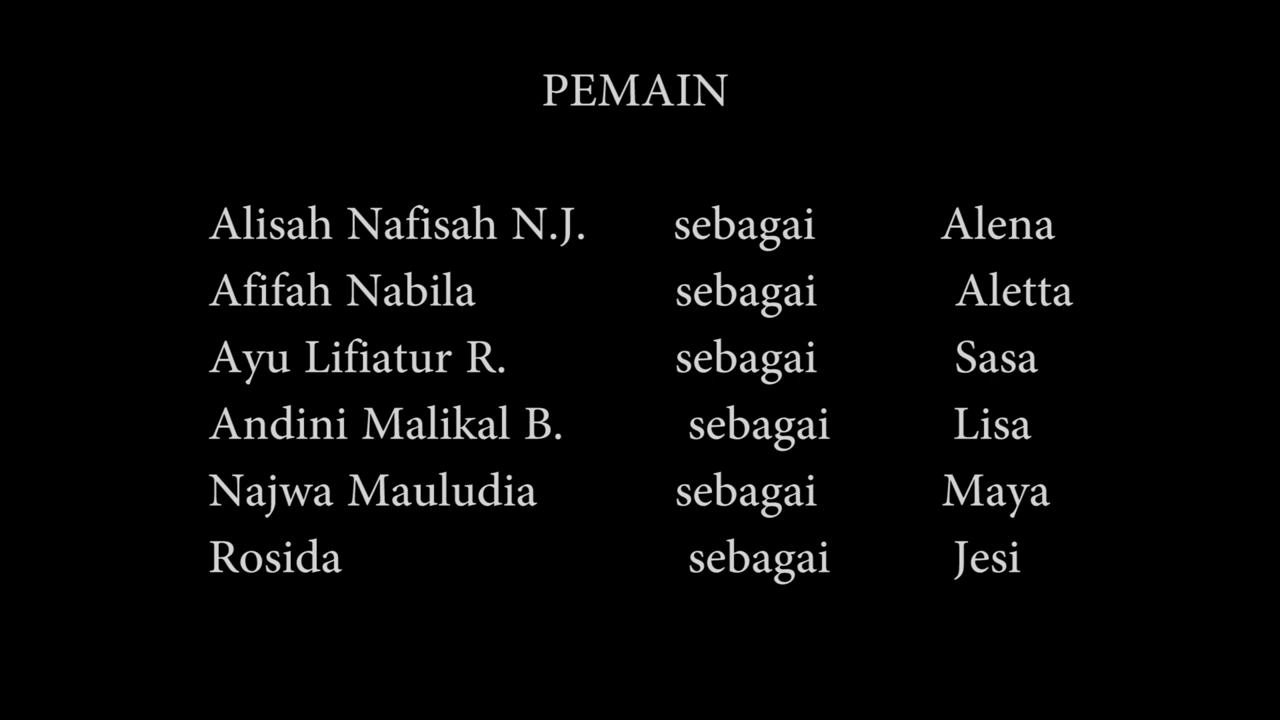 PEMAIN
Alisah Nafisah N.J. sebagai Alena
Afifah Nabila sebagai Aletta
Ayu Lifiatur R. sebagai Sasa
Andini Malikal B. sebagai Lisa
Najwa Mauludia sebagai Maya
Rosida sebagai Jesi